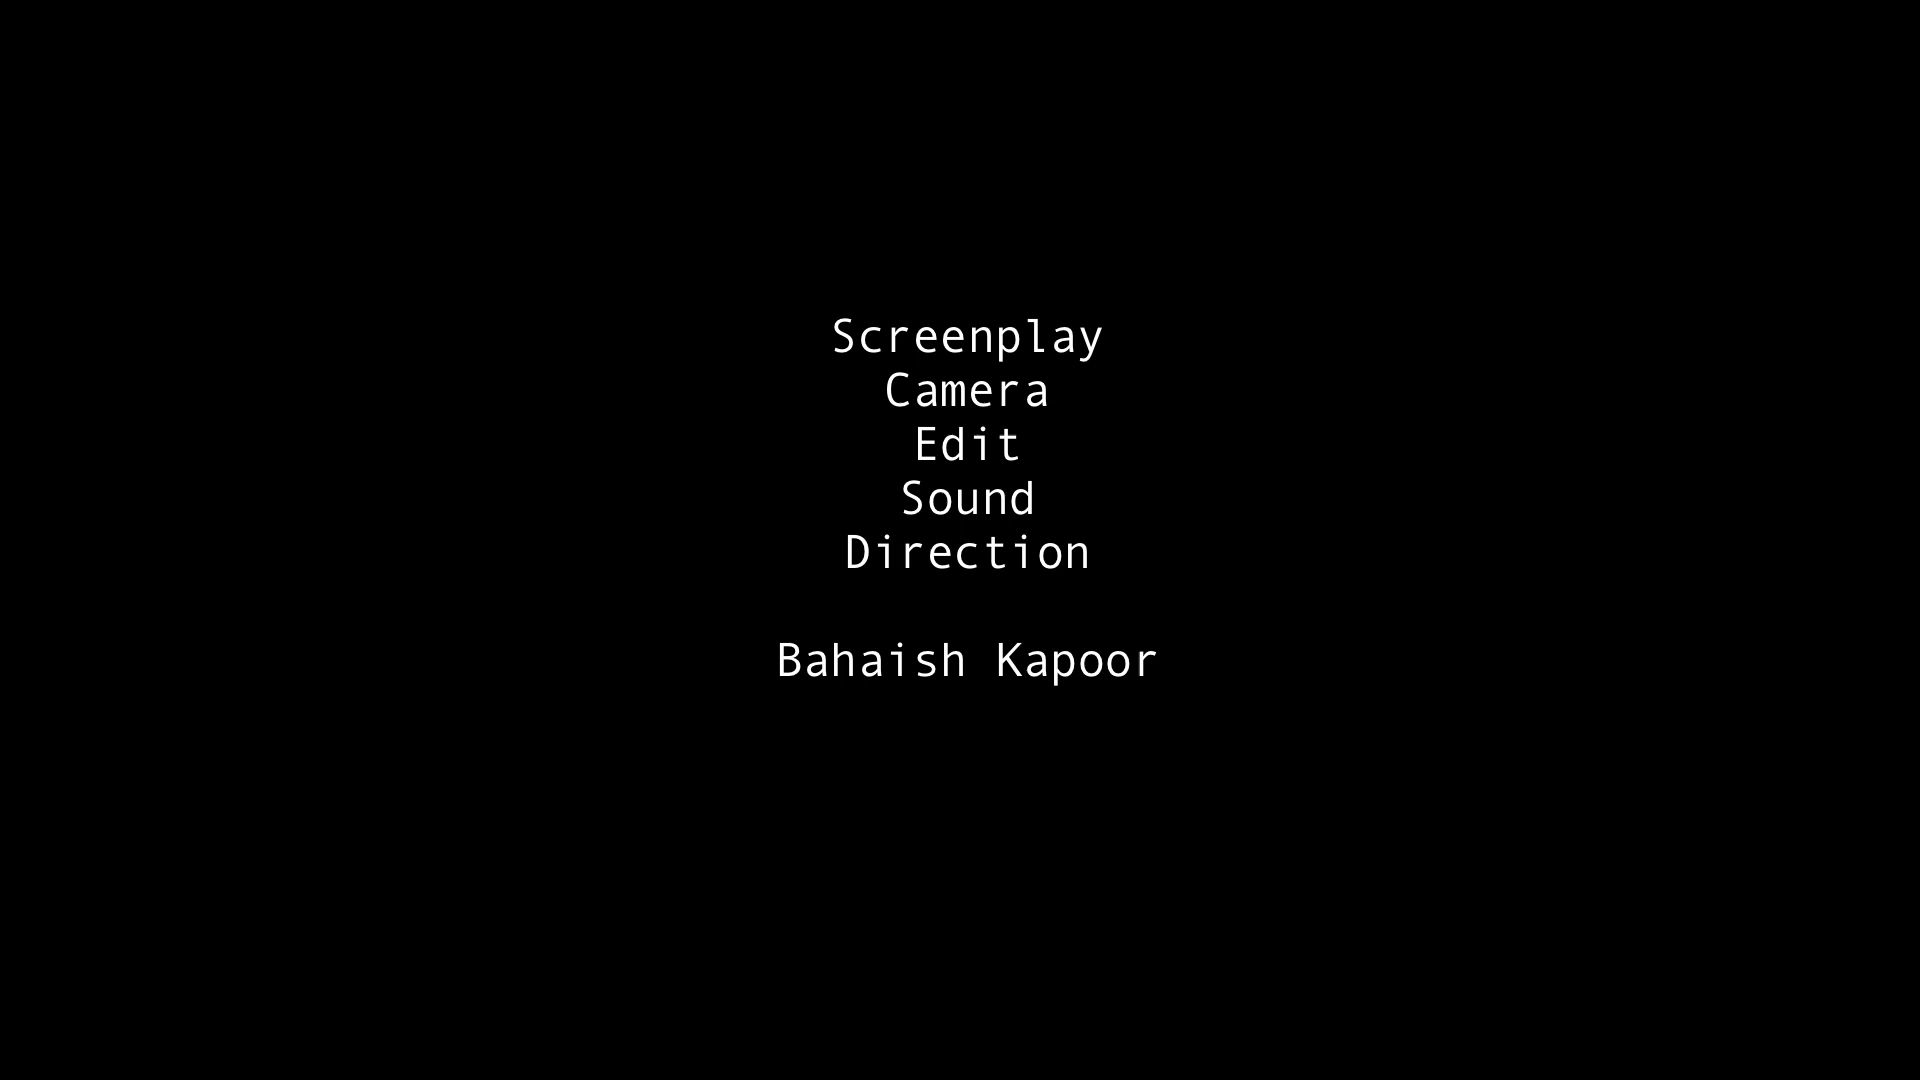 Screenplay
Camera
Edit
Sound
Direction
Bahaish Kapoor